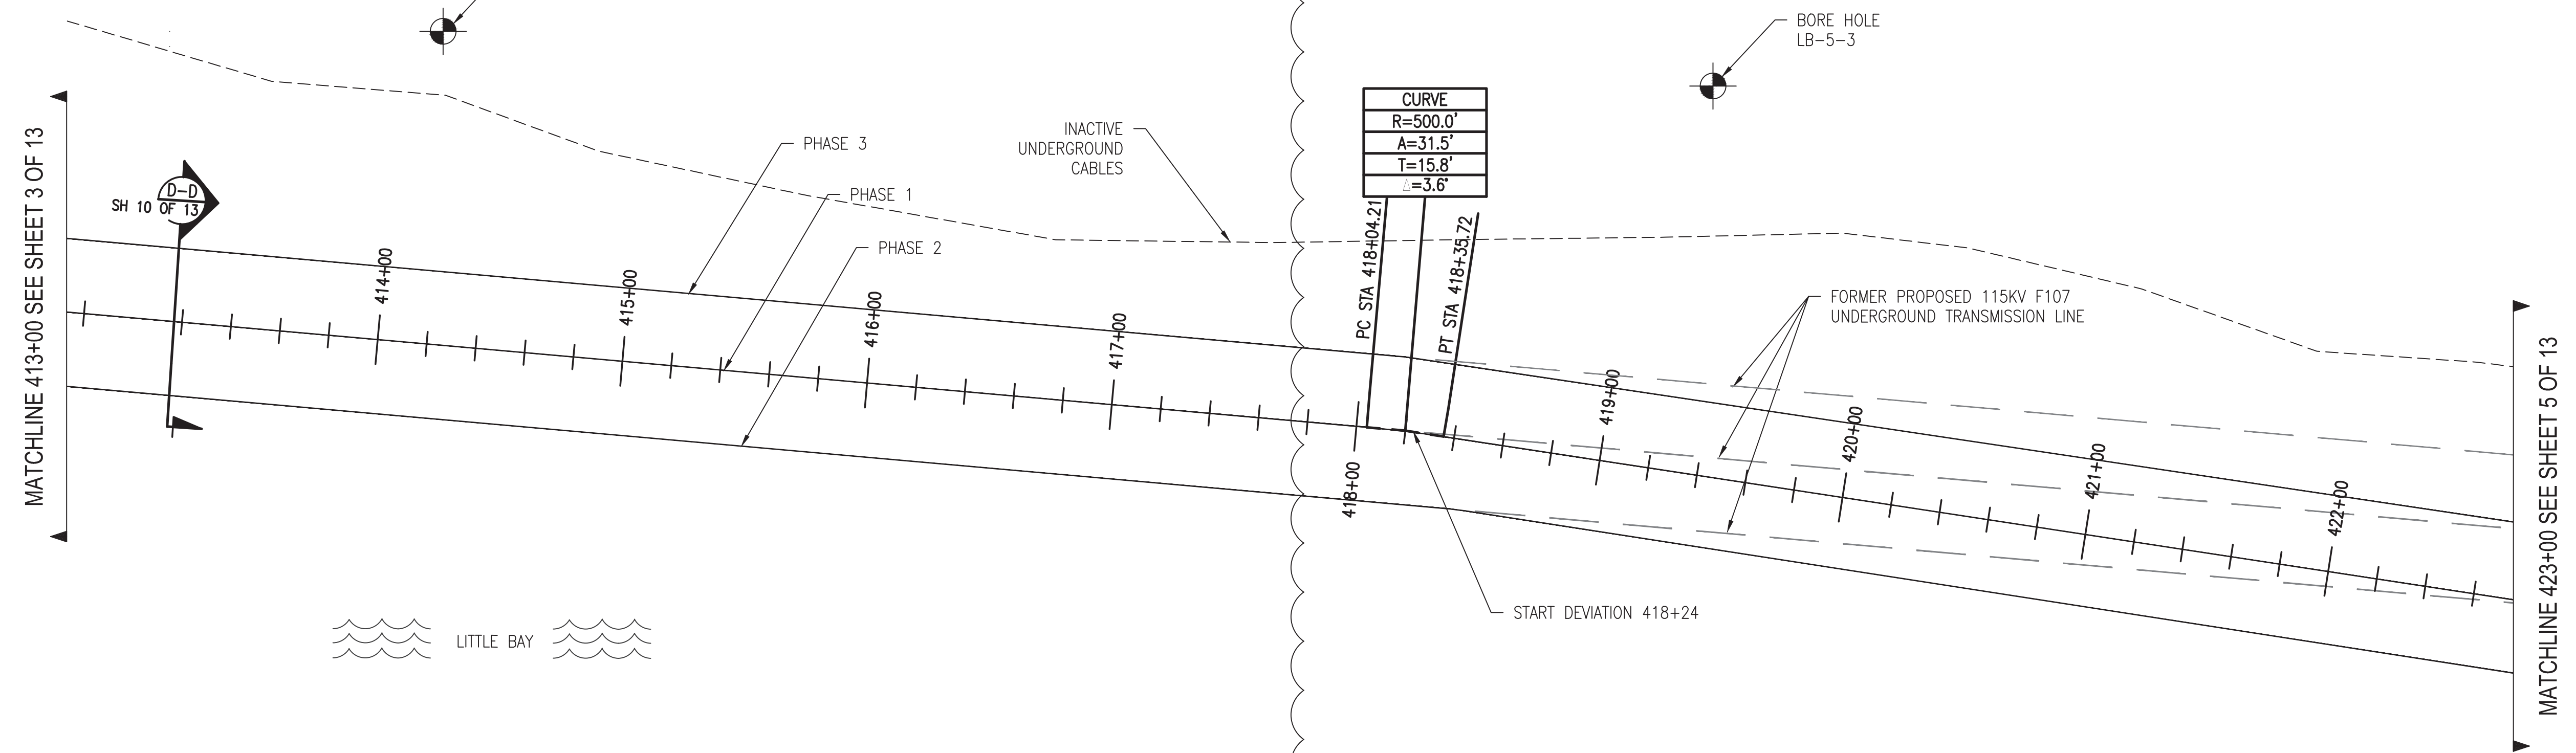 BORE HOLE
LB-5-3
MATCHLINE 413+00 SEE SHEET 3 OF 13
D-D
SH 10 OF 13
PHASE 3
PHASE 1
PHASE 2
INACTIVE
UNDERGROUND
CABLES
CURVE
R=500.0'
A=31.5'
T=15.8'
Δ=3.6°
PC STA 418+04.21
PT STA 418+35.72
414+00
415+00
416+00
417+00
418+00
419+00
420+00
421+00
422+00
FORMER PROPOSED 115KV F107
UNDERGROUND TRANSMISSION LINE
START DEVIATION 418+24
LITTLE BAY
MATCHLINE 423+00 SEE SHEET 5 OF 13